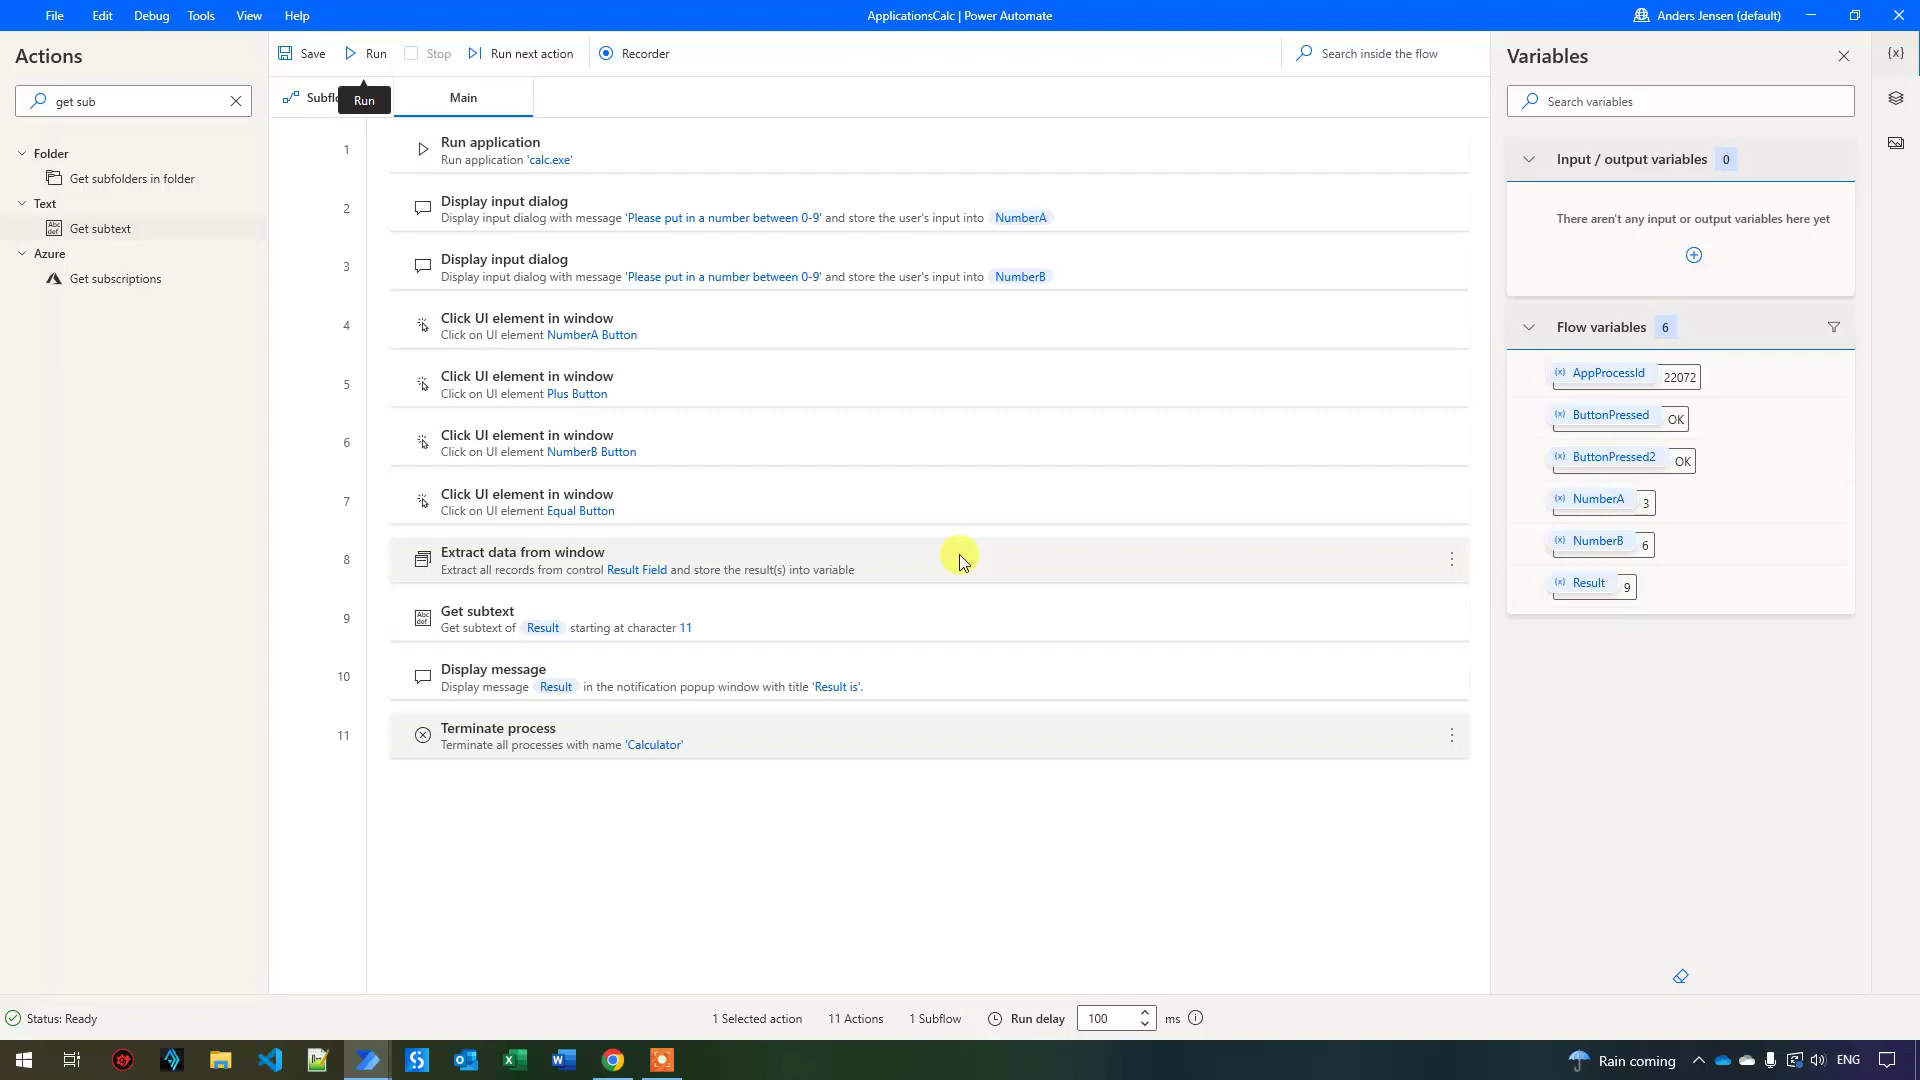 File Edit Debug Tools View Help ApplicationsCalc | Power Automate Anders Jensen (default)
Actions
get sub
Folder
Get subfolders in folder
Text
Get subtext
Azure
Get subscriptions
Save Run Stop Run next action Recorder Search inside the flow
Subflo Run Main
1 Run application
Run application 'calc.exe'
2 Display input dialog
Display input dialog with message 'Please put in a number between 0-9' and store the user's input into NumberA
3 Display input dialog
Display input dialog with message 'Please put in a number between 0-9' and store the user's input into NumberB
4 Click UI element in window
Click on UI element NumberA Button
5 Click UI element in window
Click on UI element Plus Button
6 Click UI element in window
Click on UI element NumberB Button
7 Click UI element in window
Click on UI element Equal Button
8 Extract data from window
Extract all records from control Result Field and store the result(s) into variable
9 Get subtext
Get subtext of Result starting at character 11
10 Display message
Display message Result in the notification popup window with title 'Result is'.
11 Terminate process
Terminate all processes with name 'Calculator'
Variables
{x}
Search variables
Input / output variables 0
There aren't any input or output variables here yet
Flow variables 6
(x) AppProcessId 22072
(x) ButtonPressed OK
(x) ButtonPressed2 OK
(x) NumberA 3
(x) NumberB 6
(x) Result 9
Status: Ready 1 Selected action 11 Actions 1 Subflow Run delay 100 ms
Rain coming ENG